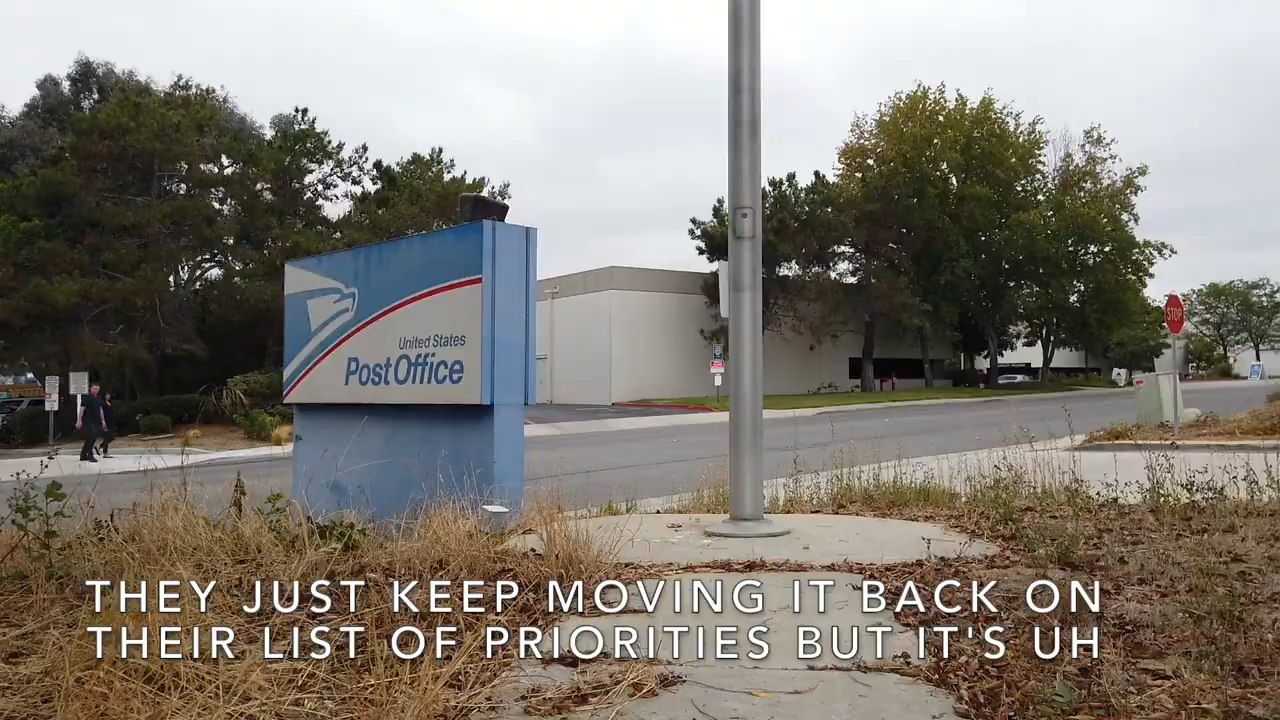 United States
Post Office
STOP
THEY JUST KEEP MOVING IT BACK ON
THEIR LIST OF PRIORITIES BUT IT'S UH